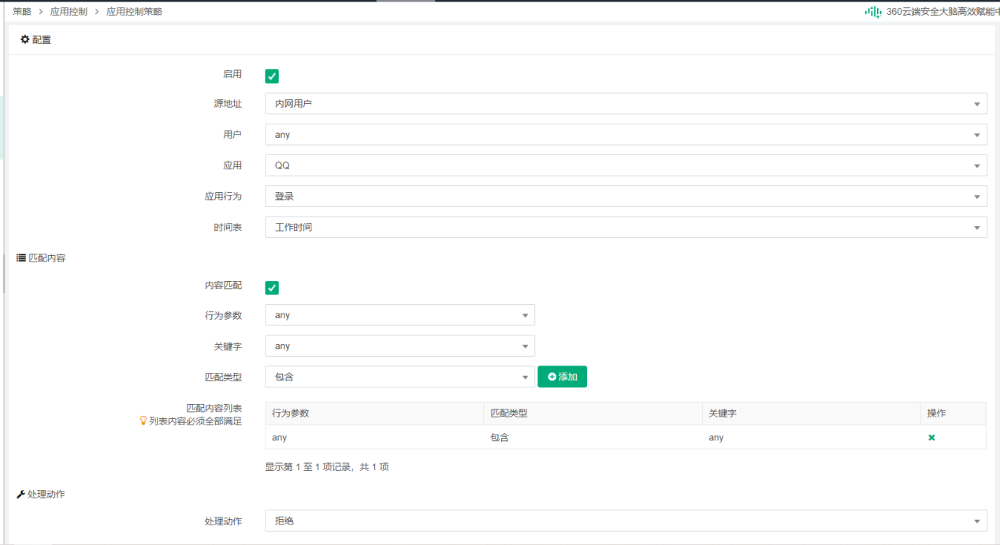 策略 > 应用控制 > 应用控制策略
360云端安全大脑高效赋能中
配置
启用
源地址 内网用户
用户 any
应用 QQ
应用行为 登录
时间表 工作时间
匹配内容
内容匹配
行为参数 any
关键字 any
匹配类型 包含 添加
匹配内容列表
列表内容必须全部满足
行为参数 匹配类型 关键字 操作
any 包含 any
显示第 1 至 1 项记录，共 1 项
处理动作
处理动作 拒绝